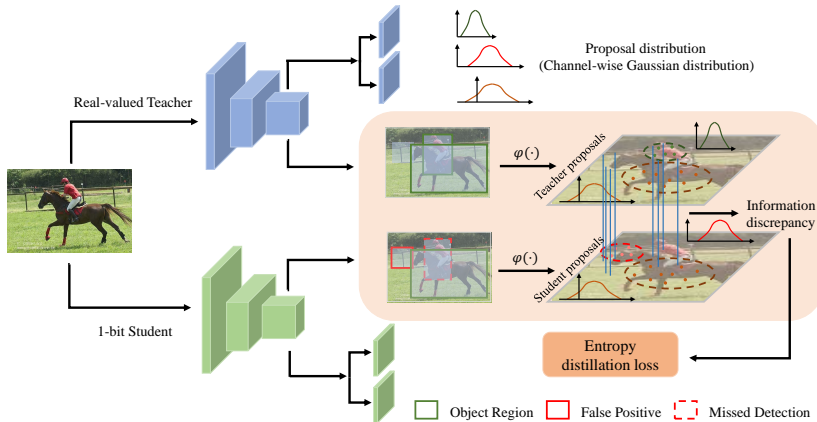 Proposal distribution
(Channel-wise Gaussian distribution)
Real-valued Teacher
φ(·)
Teacher proposals
Information
discrepancy
φ(·)
Student proposals
1-bit Student
Entropy
distillation loss
Object Region
False Positive
Missed Detection